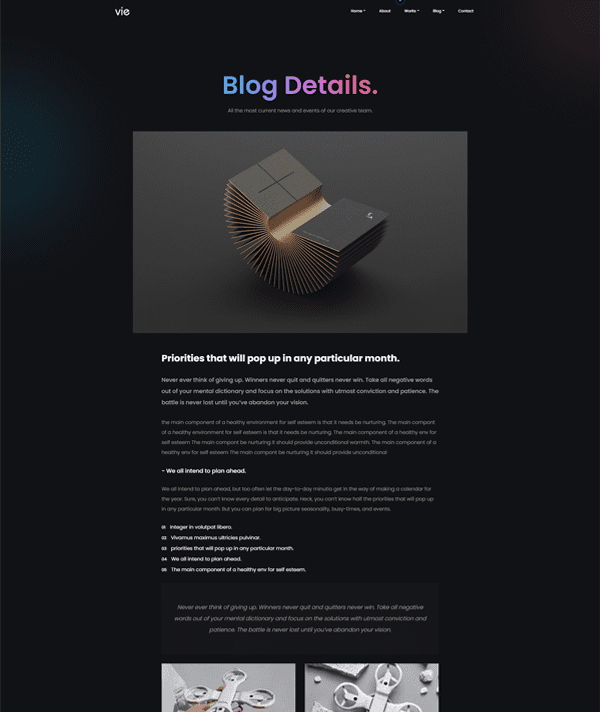 vie
Home
About
Works
Blog
Contact
Blog Details.
All the most current news and events of our creative team.
Priorities that will pop up in any particular month.
Never ever think of giving up. Winners never quit and quitters never win. Take all negative words
out of your mental dictionary and focus on the solutions with utmost conviction and patience. The
battle is never lost until you've abandon your vision.
the main component of a healthy environment for self esteem is that it needs be nurturing. The main compont
of a healthy environment for self esteem is that it needs be nurturing. The main component of a healthy env for
self esteem The main compont be nurturing it should provide unconditional warmth. The main component of a
healthy env for self esteem The main compont be nurturing it should provide unconditional
- We all intend to plan ahead.
We all intend to plan ahead, but too often let the day-to-day minutia get in the way of making a calendar for
the year. Sure, you can't know every detail to anticipate. Heck, you can't know half the priorities that will pop up
in any particular month. But you can plan for big picture seasonality, busy-times, and events.
01 Integer in volutpat libero.
02 Vivamus maximus ultricies pulvinar.
03 priorities that will pop up in any particular month.
04 We all intend to plan ahead.
05 The main component of a healthy env for self esteem.
Never ever think of giving up. Winners never quit and quitters never win. Take all negative
words out of your mental dictionary and focus on the solutions with utmost conviction and
patience. The battle is never lost until you've abandon your vision.